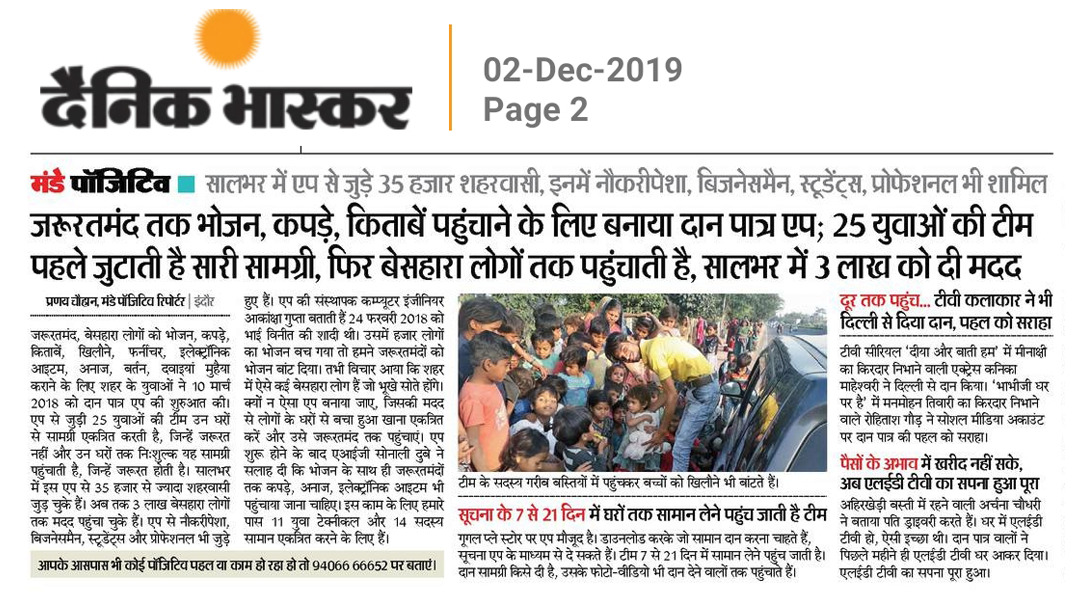 दैनिक भास्कर
02-Dec-2019
Page 2
मंडे पॉजिटिव ■ सालभर में एप से जुड़े 35 हजार शहरवासी, इनमें नौकरीपेशा, बिजनेसमैन, स्टूडेंट्स, प्रोफेशनल भी शामिल
जरूरतमंद तक भोजन, कपड़े, किताबें पहुंचाने के लिए बनाया दान पात्र एप; 25 युवाओं की टीम
पहले जुटाती है सारी सामग्री, फिर बेसहारा लोगों तक पहुंचाती है, सालभर में 3 लाख को दी मदद
प्रणय चौहान, मंडे पॉजिटिव रिपोर्टर | इंदौर
जरूरतमंद, बेसहारा लोगों को भोजन, कपड़े,
किताबें, खिलौने, फर्नीचर, इलेक्ट्रॉनिक
आइटम, अनाज, बर्तन, दवाइयां मुहैया
कराने के लिए शहर के युवाओं ने 10 मार्च
2018 को दान पात्र एप की शुरुआत की।
एप से जुड़ी 25 युवाओं की टीम उन घरों
से सामग्री एकत्रित करती है, जिन्हें जरूरत
नहीं और उन घरों तक निःशुल्क यह सामग्री
पहुंचाती है, जिन्हें जरूरत होती है। सालभर
में इस एप से 35 हजार से ज्यादा शहरवासी
जुड़ चुके हैं। अब तक 3 लाख बेसहारा लोगों
तक मदद पहुंचा चुके हैं। एप से नौकरीपेशा,
बिजनेसमैन, स्टूडेंट्स और प्रोफेशनल भी जुड़े
हुए हैं। एप की संस्थापक कम्प्यूटर इंजीनियर
आकांक्षा गुप्ता बताती हैं 24 फरवरी 2018 को
भाई विनीत की शादी थी। उसमें हजार लोगों
का भोजन बच गया तो हमने जरूरतमंदों को
भोजन बांट दिया। तभी विचार आया कि शहर
में ऐसे कई बेसहारा लोग हैं जो भूखे सोते होंगे।
क्यों न ऐसा एप बनाया जाए, जिसकी मदद
से लोगों के घरों से बचा हुआ खाना एकत्रित
करें और उसे जरूरतमंद तक पहुंचाएं। एप
शुरू होने के बाद एआईजी सोनाली दुबे ने
सलाह दी कि भोजन के साथ ही जरूरतमंदों
तक कपड़े, अनाज, इलेक्ट्रॉनिक आइटम भी
पहुंचाया जाना चाहिए। इस काम के लिए हमारे
पास 11 युवा टेक्नीकल और 14 सदस्य
सामान एकत्रित करने के लिए हैं।
आपके आसपास भी कोई पॉजिटिव पहल या काम हो रहा हो तो 94066 66652 पर बताएं।
टीम के सदस्य गरीब बस्तियों में पहुंचकर बच्चों को खिलौने भी बांटते हैं।
सूचना के 7 से 21 दिन में घरों तक सामान लेने पहुंच जाती है टीम
गूगल प्ले स्टोर पर एप मौजूद है। डाउनलोड करके जो सामान दान करना चाहते हैं,
सूचना एप के माध्यम से दे सकते हैं। टीम 7 से 21 दिन में सामान लेने पहुंच जाती है।
दान सामग्री किसे दी है, उसके फोटो-वीडियो भी दान देने वालों तक पहुंचाते हैं।
दूर तक पहुंच... टीवी कलाकार ने भी
दिल्ली से दिया दान, पहल को सराहा
टीवी सीरियल 'दीया और बाती हम' में मीनाक्षी
का किरदार निभाने वाली एक्ट्रेस कनिका
माहेश्वरी ने दिल्ली से दान किया। 'भाभीजी घर
पर है' में मनमोहन तिवारी का किरदार निभाने
वाले रोहिताश गौड़ ने सोशल मीडिया अकाउंट
पर दान पात्र की पहल को सराहा।
पैसों के अभाव में खरीद नहीं सके,
अब एलईडी टीवी का सपना हुआ पूरा
अहिरखेड़ी बस्ती में रहने वाली अर्चना चौधरी
ने बताया पति ड्राइवरी करते हैं। घर में एलईडी
टीवी हो, ऐसी इच्छा थी। दान पात्र वालों ने
पिछले महीने ही एलईडी टीवी घर आकर दिया।
एलईडी टीवी का सपना पूरा हुआ।